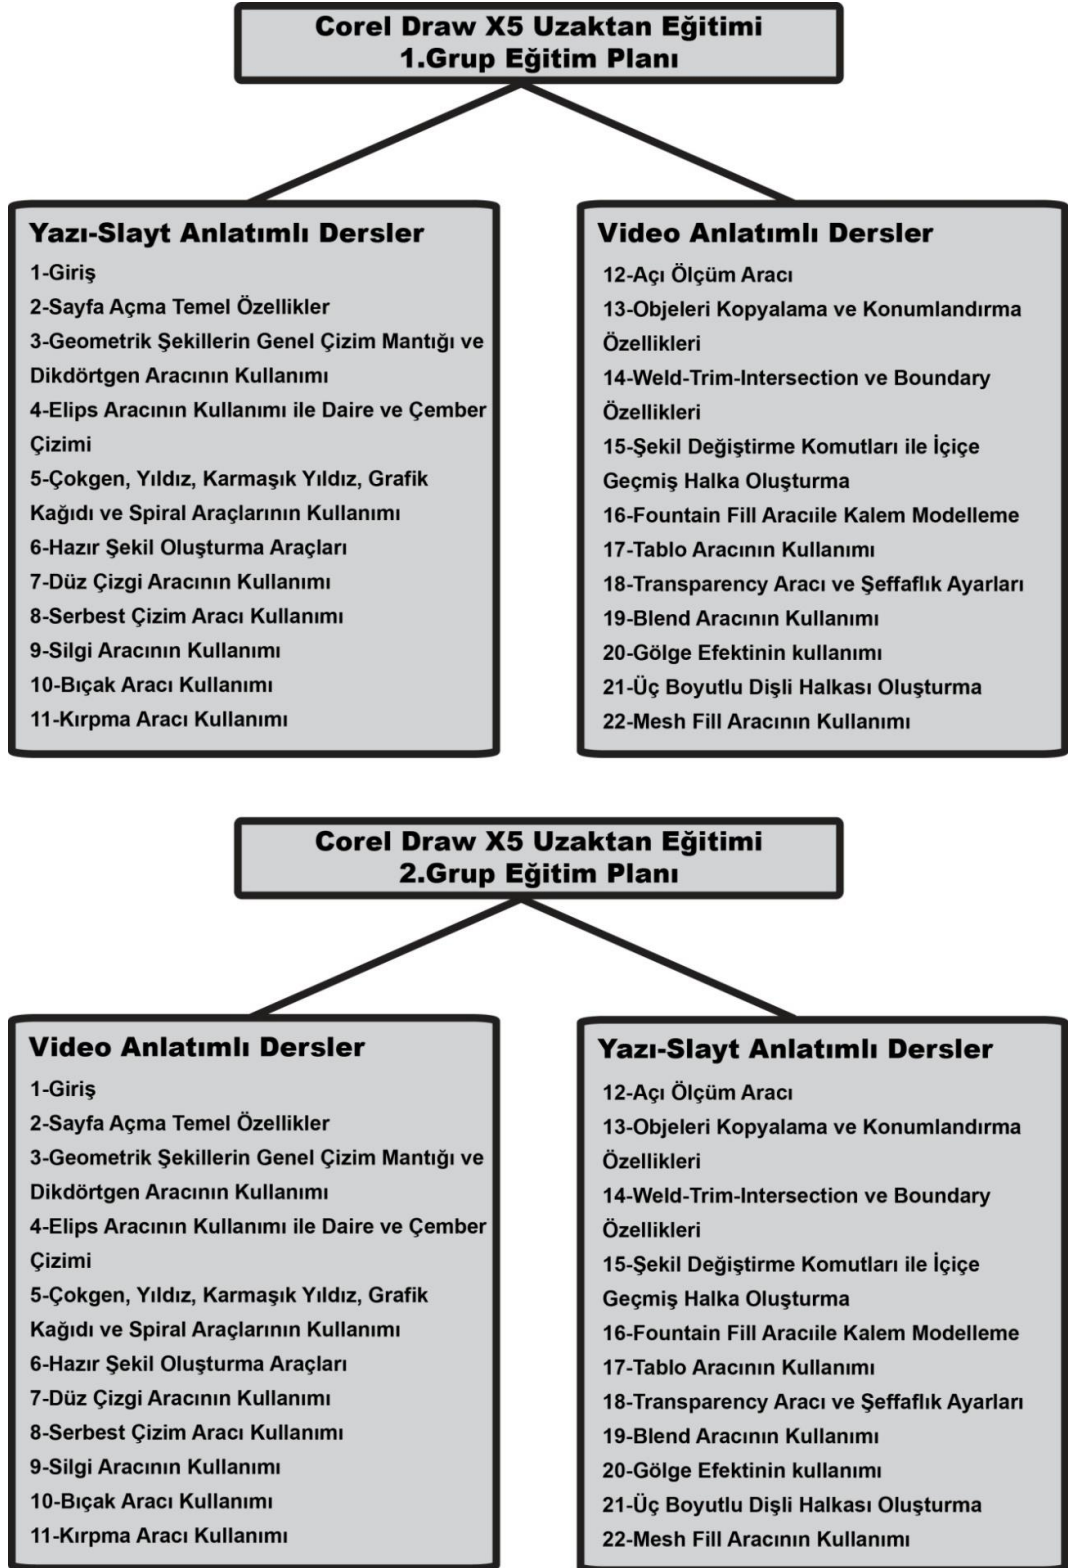 Corel Draw X5 Uzaktan Eğitimi
1.Grup Eğitim Planı
Yazı-Slayt Anlatımlı Dersler
1-Giriş
2-Sayfa Açma Temel Özellikler
3-Geometrik Şekillerin Genel Çizim Mantığı ve
Dikdörtgen Aracının Kullanımı
4-Elips Aracının Kullanımı ile Daire ve Çember
Çizimi
5-Çokgen, Yıldız, Karmaşık Yıldız, Grafik
Kağıdı ve Spiral Araçlarının Kullanımı
6-Hazır Şekil Oluşturma Araçları
7-Düz Çizgi Aracının Kullanımı
8-Serbest Çizim Aracı Kullanımı
9-Silgi Aracının Kullanımı
10-Bıçak Aracı Kullanımı
11-Kırpma Aracı Kullanımı
Video Anlatımlı Dersler
12-Açı Ölçüm Aracı
13-Objeleri Kopyalama ve Konumlandırma
Özellikleri
14-Weld-Trim-Intersection ve Boundary
Özellikleri
15-Şekil Değiştirme Komutları ile İçiçe
Geçmiş Halka Oluşturma
16-Fountain Fill Aracıile Kalem Modelleme
17-Tablo Aracının Kullanımı
18-Transparency Aracı ve Şeffaflık Ayarları
19-Blend Aracının Kullanımı
20-Gölge Efektinin kullanımı
21-Üç Boyutlu Dişli Halkası Oluşturma
22-Mesh Fill Aracının Kullanımı
Corel Draw X5 Uzaktan Eğitimi
2.Grup Eğitim Planı
Video Anlatımlı Dersler
1-Giriş
2-Sayfa Açma Temel Özellikler
3-Geometrik Şekillerin Genel Çizim Mantığı ve
Dikdörtgen Aracının Kullanımı
4-Elips Aracının Kullanımı ile Daire ve Çember
Çizimi
5-Çokgen, Yıldız, Karmaşık Yıldız, Grafik
Kağıdı ve Spiral Araçlarının Kullanımı
6-Hazır Şekil Oluşturma Araçları
7-Düz Çizgi Aracının Kullanımı
8-Serbest Çizim Aracı Kullanımı
9-Silgi Aracının Kullanımı
10-Bıçak Aracı Kullanımı
11-Kırpma Aracı Kullanımı
Yazı-Slayt Anlatımlı Dersler
12-Açı Ölçüm Aracı
13-Objeleri Kopyalama ve Konumlandırma
Özellikleri
14-Weld-Trim-Intersection ve Boundary
Özellikleri
15-Şekil Değiştirme Komutları ile İçiçe
Geçmiş Halka Oluşturma
16-Fountain Fill Aracıile Kalem Modelleme
17-Tablo Aracının Kullanımı
18-Transparency Aracı ve Şeffaflık Ayarları
19-Blend Aracının Kullanımı
20-Gölge Efektinin kullanımı
21-Üç Boyutlu Dişli Halkası Oluşturma
22-Mesh Fill Aracının Kullanımı